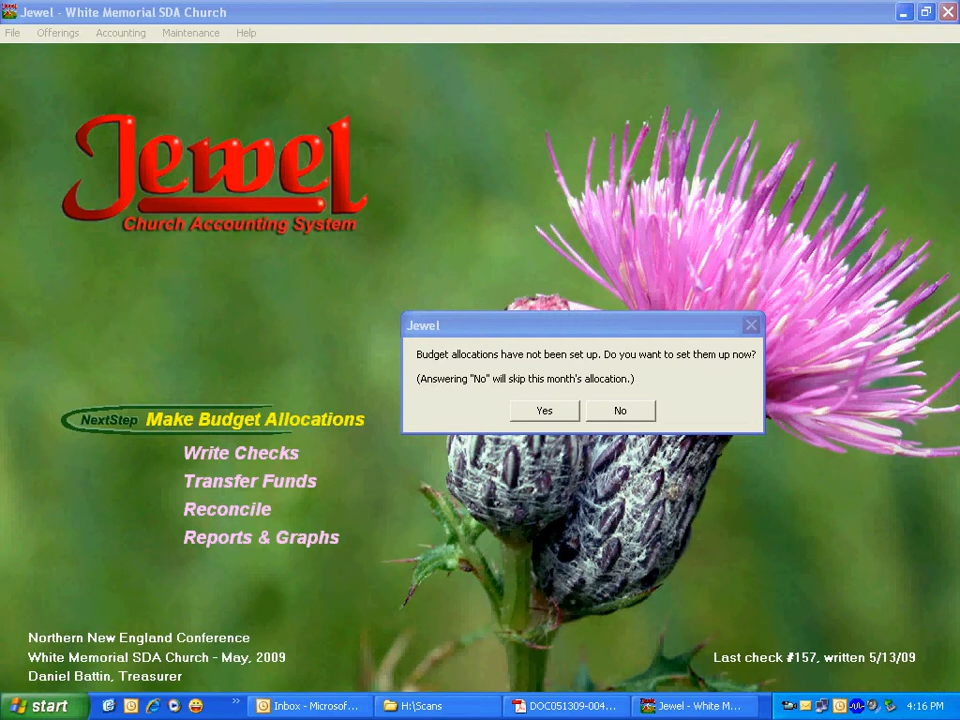 Jewel - White Memorial SDA Church
File Offerings Accounting Maintenance Help
Jewel
Church Accounting System
Jewel
Budget allocations have not been set up. Do you want to set them up now?
(Answering "No" will skip this month's allocation.)
Yes No
NextStep Make Budget Allocations
Write Checks
Transfer Funds
Reconcile
Reports & Graphs
Northern New England Conference
White Memorial SDA Church - May, 2009
Daniel Battin, Treasurer
Last check #157, written 5/13/09
start Inbox - Microsof... H:\Scans DOC051309-004... Jewel - White M... 4:16 PM